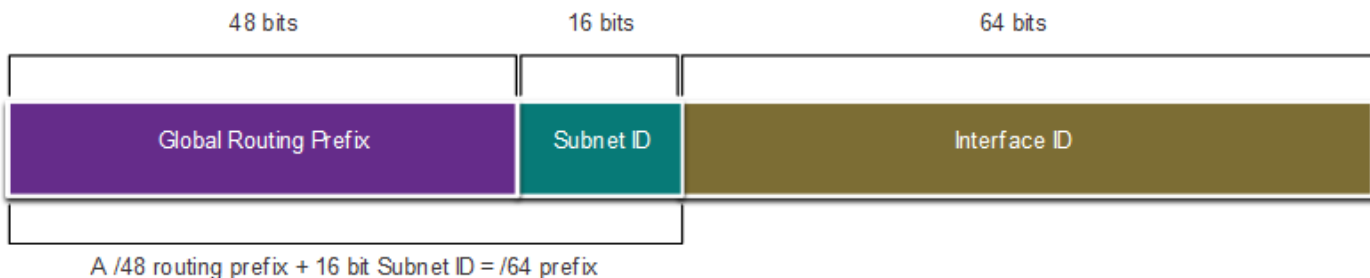 48 bits 16 bits 64 bits
Global Routing Prefix Subnet ID Interface ID
A /48 routing prefix + 16 bit Subnet ID = /64 prefix